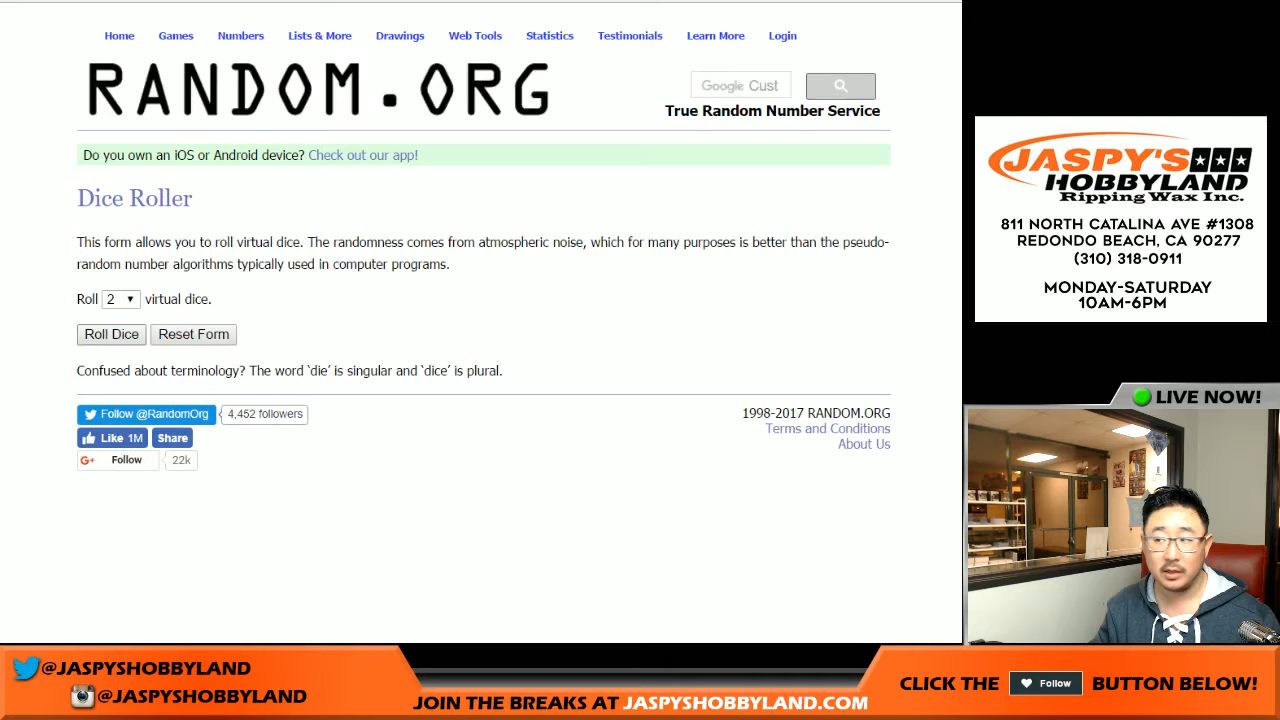 Home Games Numbers Lists & More Drawings Web Tools Statistics Testimonials Learn More Login
RANDOM.ORG
Google Cust
True Random Number Service
Do you own an iOS or Android device? Check out our app!
Dice Roller
This form allows you to roll virtual dice. The randomness comes from atmospheric noise, which for many purposes is better than the pseudo-
random number algorithms typically used in computer programs.
Roll 2 virtual dice.
Roll Dice Reset Form
Confused about terminology? The word 'die' is singular and 'dice' is plural.
Follow @RandomOrg 4,452 followers
Like 1M Share
G+ Follow 22k
1998-2017 RANDOM.ORG
Terms and Conditions
About Us
JASPY'S
HOBBYLAND
Ripping Wax Inc.
811 NORTH CATALINA AVE #1308
REDONDO BEACH, CA 90277
(310) 318-0911
MONDAY-SATURDAY
10AM-6PM
LIVE NOW!
@JASPYSHOBBYLAND
@JASPYSHOBBYLAND
JOIN THE BREAKS AT JASPYSHOBBYLAND.COM
CLICK THE Follow BUTTON BELOW!